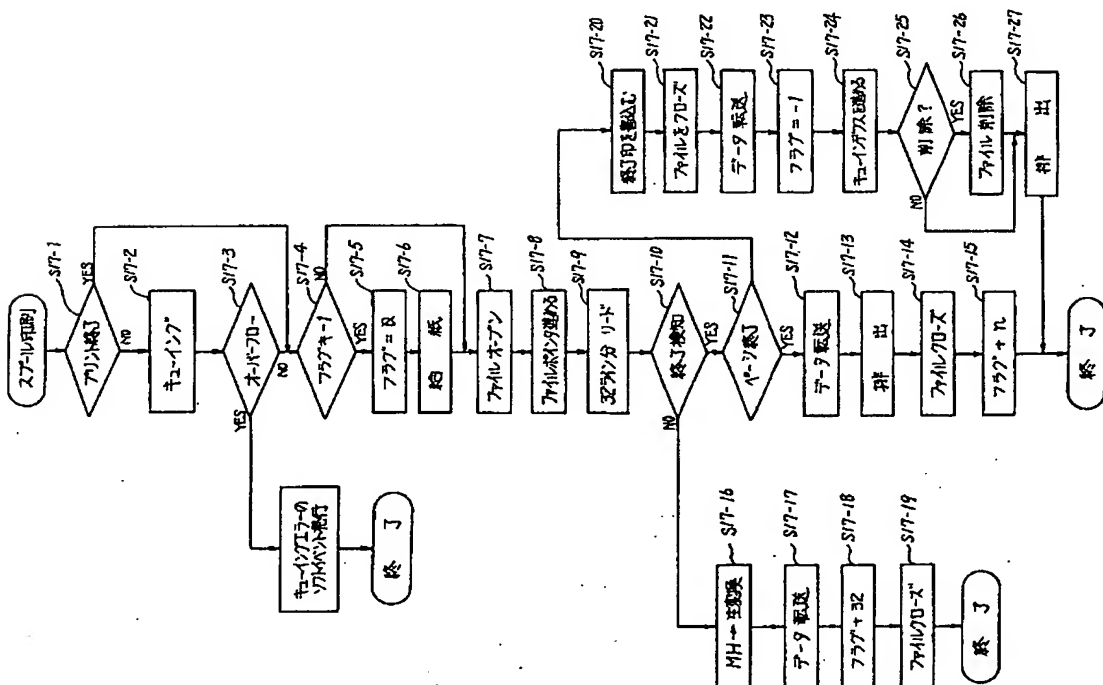 スプール印刷
S17-1
プリント終了
YES
NO
S17-2
キューイング
S17-3
オーバーフロー
YES
NO
キューイングエラーの
ソフトイベント発行
終 了
S17-4
フラグキ-1
NO
YES
S17-5
フラグ=0
S17-6
給 紙
S17-7
ファイルオープン
S17-8
ファイルポインタ進める
S17-9
32ライン分 リード
S17-10
終了検知
NO
YES
S17-11
ページ終了
YES
S17-12
データ転送
S17-13
排 出
S17-14
ファイルクローズ
S17-15
フラグ+n
終 了
S17-16
MH→生変換
S17-17
データ転送
S17-18
フラグ+32
S17-19
ファイルクローズ
終 了
S17-20
終了印を書込む
S17-21
ファイルをクローズ
S17-22
データ転送
S17-23
フラグ=-1
S17-24
キューインデクスを進める
S17-25
削除?
NO
YES
S17-26
ファイル削除
S17-27
排 出